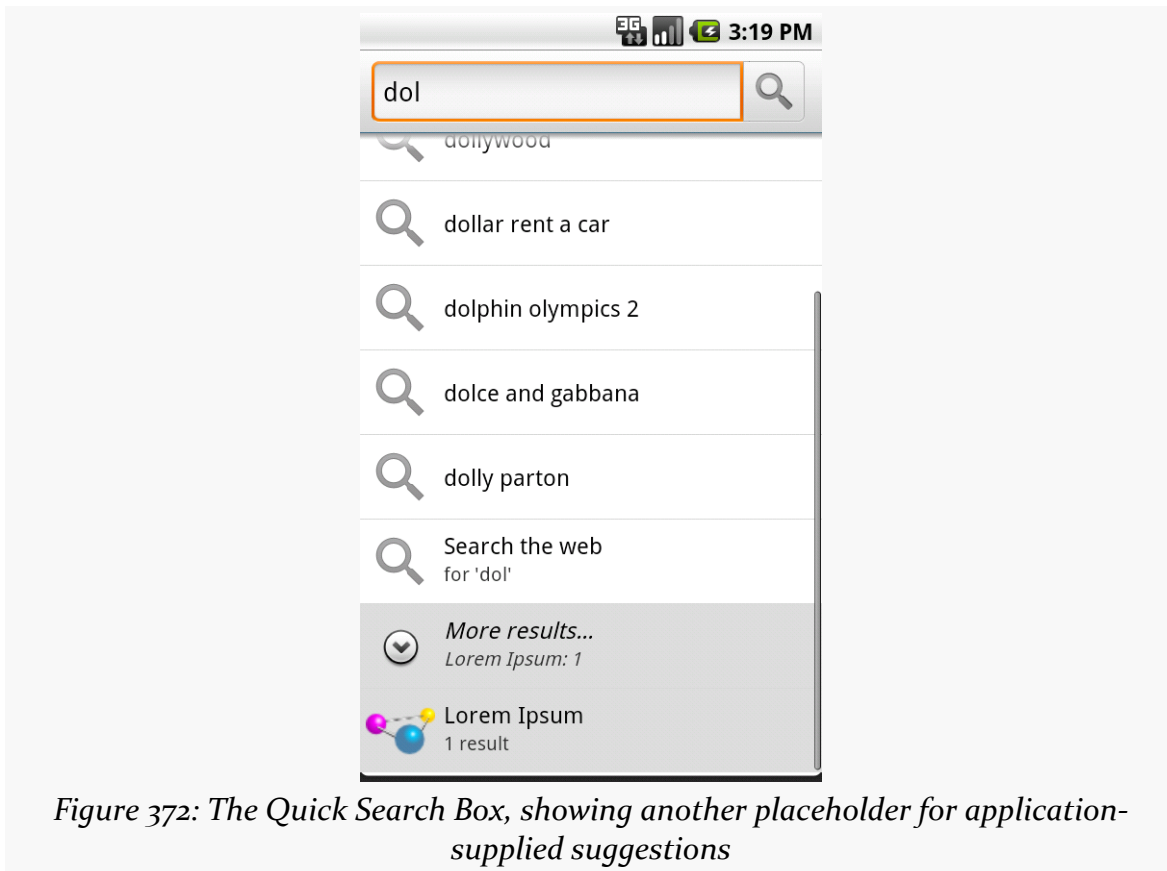 3G 3:19 PM
dol
dollywood
dollar rent a car
dolphin olympics 2
dolce and gabbana
dolly parton
Search the web
for 'dol'
More results...
Lorem Ipsum: 1
Lorem Ipsum
1 result
Figure 372: The Quick Search Box, showing another placeholder for application-
supplied suggestions